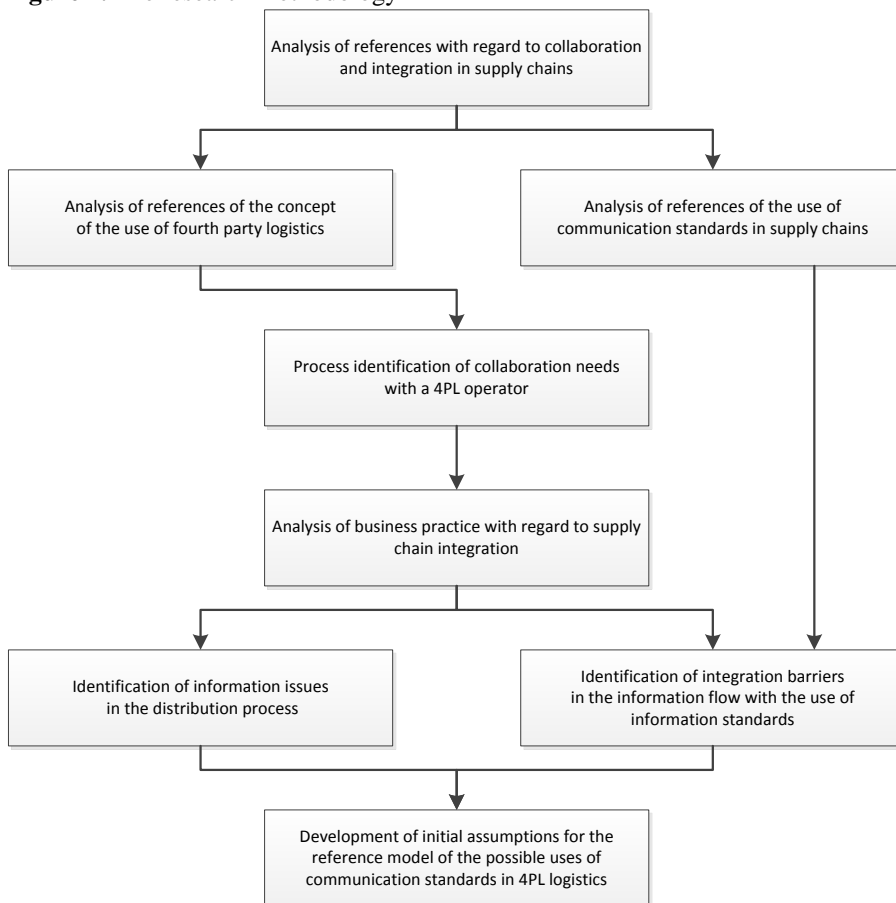 Analysis of references with regard to collaboration
and integration in supply chains
Analysis of references of the concept
of the use of fourth party logistics
Analysis of references of the use of
communication standards in supply chains
Process identification of collaboration needs
with a 4PL operator
Analysis of business practice with regard to supply
chain integration
Identification of information issues
in the distribution process
Identification of integration barriers
in the information flow with the use of
information standards
Development of initial assumptions for the
reference model of the possible uses of
communication standards in 4PL logistics